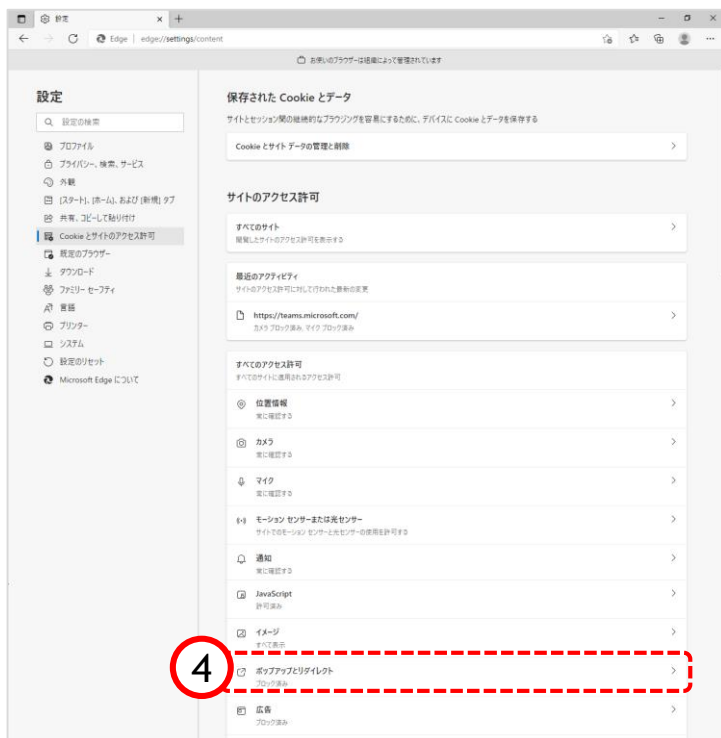 設定
Edge | edge://settings/content
お使いのブラウザーは組織によって管理されています
設定
設定の検索
プロファイル
プライバシー、検索、サービス
外観
[スタート]、[ホーム]、および [新規] タブ
共有、コピーして貼り付け
Cookie とサイトのアクセス許可
既定のブラウザー
ダウンロード
ファミリー セーフティ
言語
プリンター
システム
設定のリセット
Microsoft Edge について
保存された Cookie とデータ
サイトとセッション間の継続的なブラウジングを容易にするために、デバイスに Cookie とデータを保存する
Cookie とサイト データの管理と削除
サイトのアクセス許可
すべてのサイト
閲覧したサイトのアクセス許可を表示する
最近のアクティビティ
サイトのアクセス許可に対して行われた最新の変更
https://teams.microsoft.com/
カメラ ブロック済み, マイク ブロック済み
すべてのアクセス許可
すべてのサイトに適用されるアクセス許可
位置情報
常に確認する
カメラ
常に確認する
マイク
常に確認する
モーション センサーまたは光センサー
サイトでのモーション センサーと光センサーの使用を許可する
通知
常に確認する
JavaScript
許可済み
イメージ
すべて表示
4
ポップアップとリダイレクト
ブロック済み
広告
ブロック済み